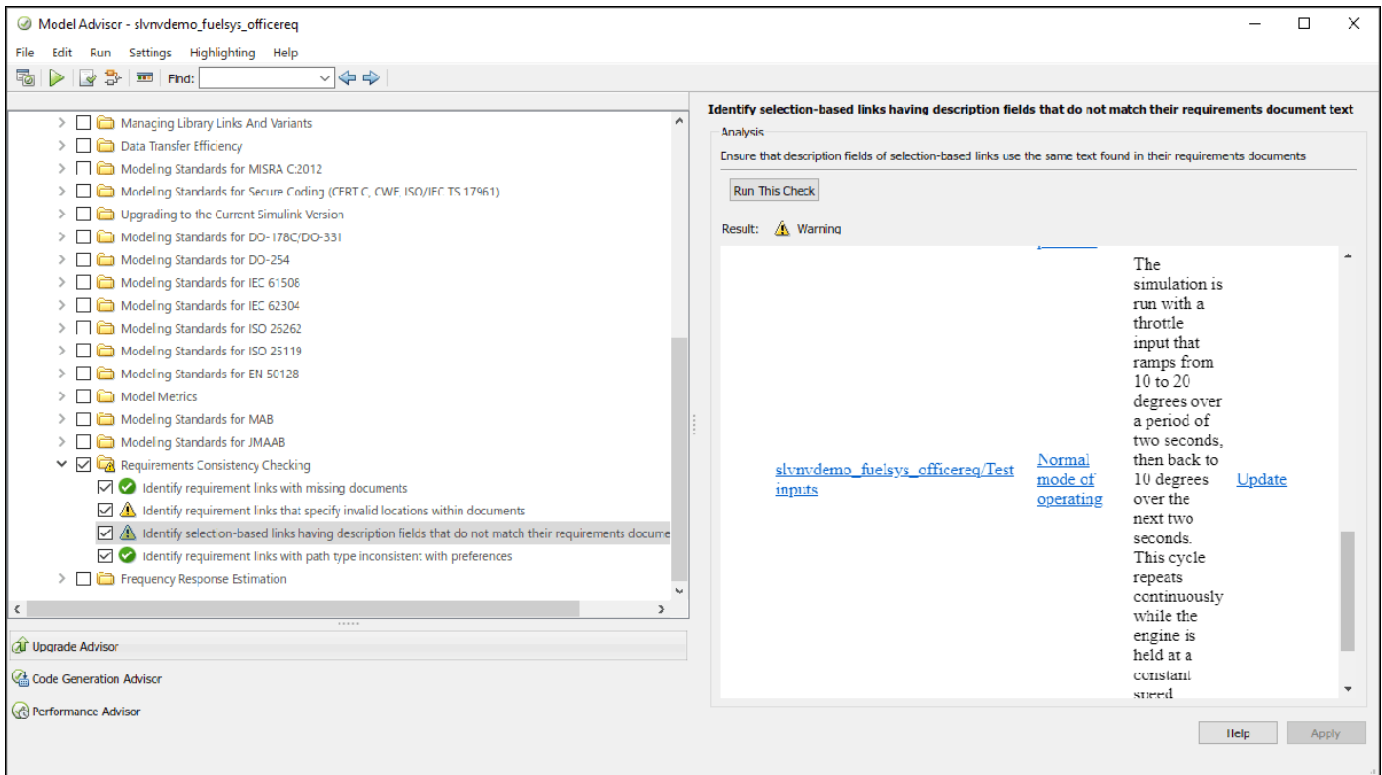 Model Advisor - slvnvdemo_fuelsys_officereq
File Edit Run Settings Highlighting Help
Find:
Managing Library Links And Variants
Data Transfer Efficiency
Modeling Standards for MISRA C:2012
Modeling Standards for Secure Coding (CERT C, CWE, ISO/IEC TS 17961)
Upgrading to the Current Simulink Version
Modeling Standards for DO-178C/DO-331
Modeling Standards for DO-254
Modeling Standards for IEC 61508
Modeling Standards for IEC 62304
Modeling Standards for ISO 26262
Modeling Standards for ISO 25119
Modeling Standards for EN 50128
Model Metrics
Modeling Standards for MAB
Modeling Standards for JMAAB
Requirements Consistency Checking
Identify requirement links with missing documents
Identify requirement links that specify invalid locations within documents
Identify selection-based links having description fields that do not match their requirements docume
Identify requirement links with path type inconsistent with preferences
Frequency Response Estimation
Upgrade Advisor
Code Generation Advisor
Performance Advisor
Identify selection-based links having description fields that do not match their requirements document text
Analysis
Ensure that description fields of selection-based links use the same text found in their requirements documents
Run This Check
Result: Warning
slvnvdemo_fuelsys_officereq/Test
inputs
Normal
mode of
operating
The
simulation is
run with a
throttle
input that
ramps from
10 to 20
degrees over
a period of
two seconds,
then back to
10 degrees
over the
next two
seconds.
This cycle
repeats
continuously
while the
engine is
held at a
constant
speed
Update
Help
Apply